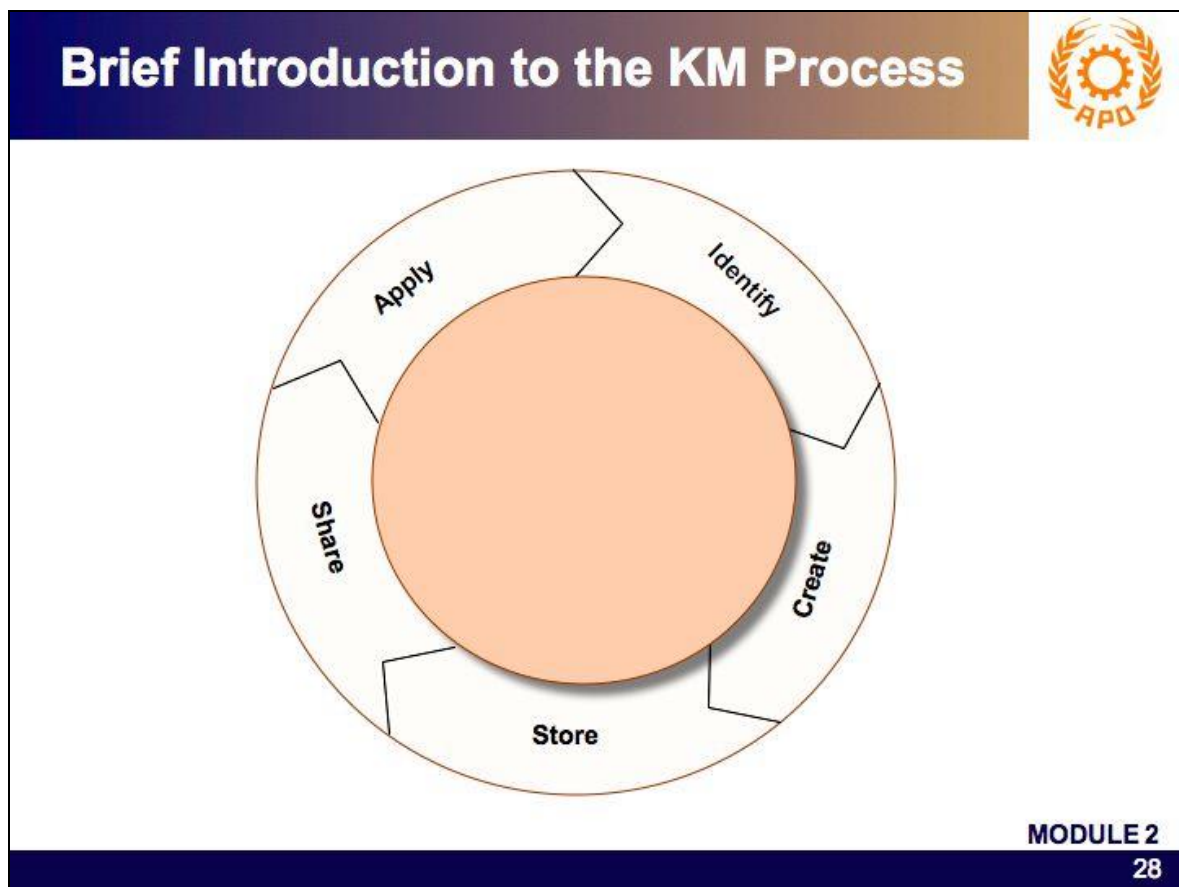 Brief Introduction to the KM Process
APO
Identify
Create
Store
Share
Apply
MODULE 2
28